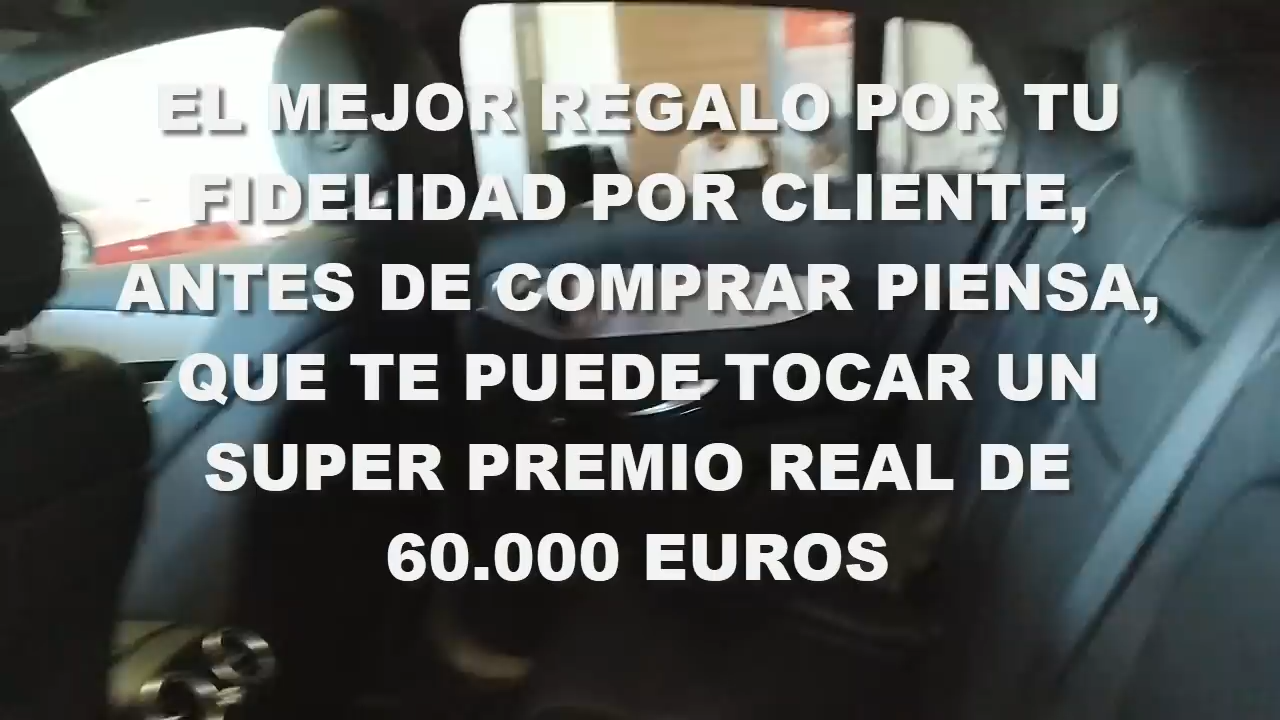 EL MEJOR REGALO POR TU
FIDELIDAD POR CLIENTE,
ANTES DE COMPRAR PIENSA,
QUE TE PUEDE TOCAR UN
SUPER PREMIO REAL DE
60.000 EUROS